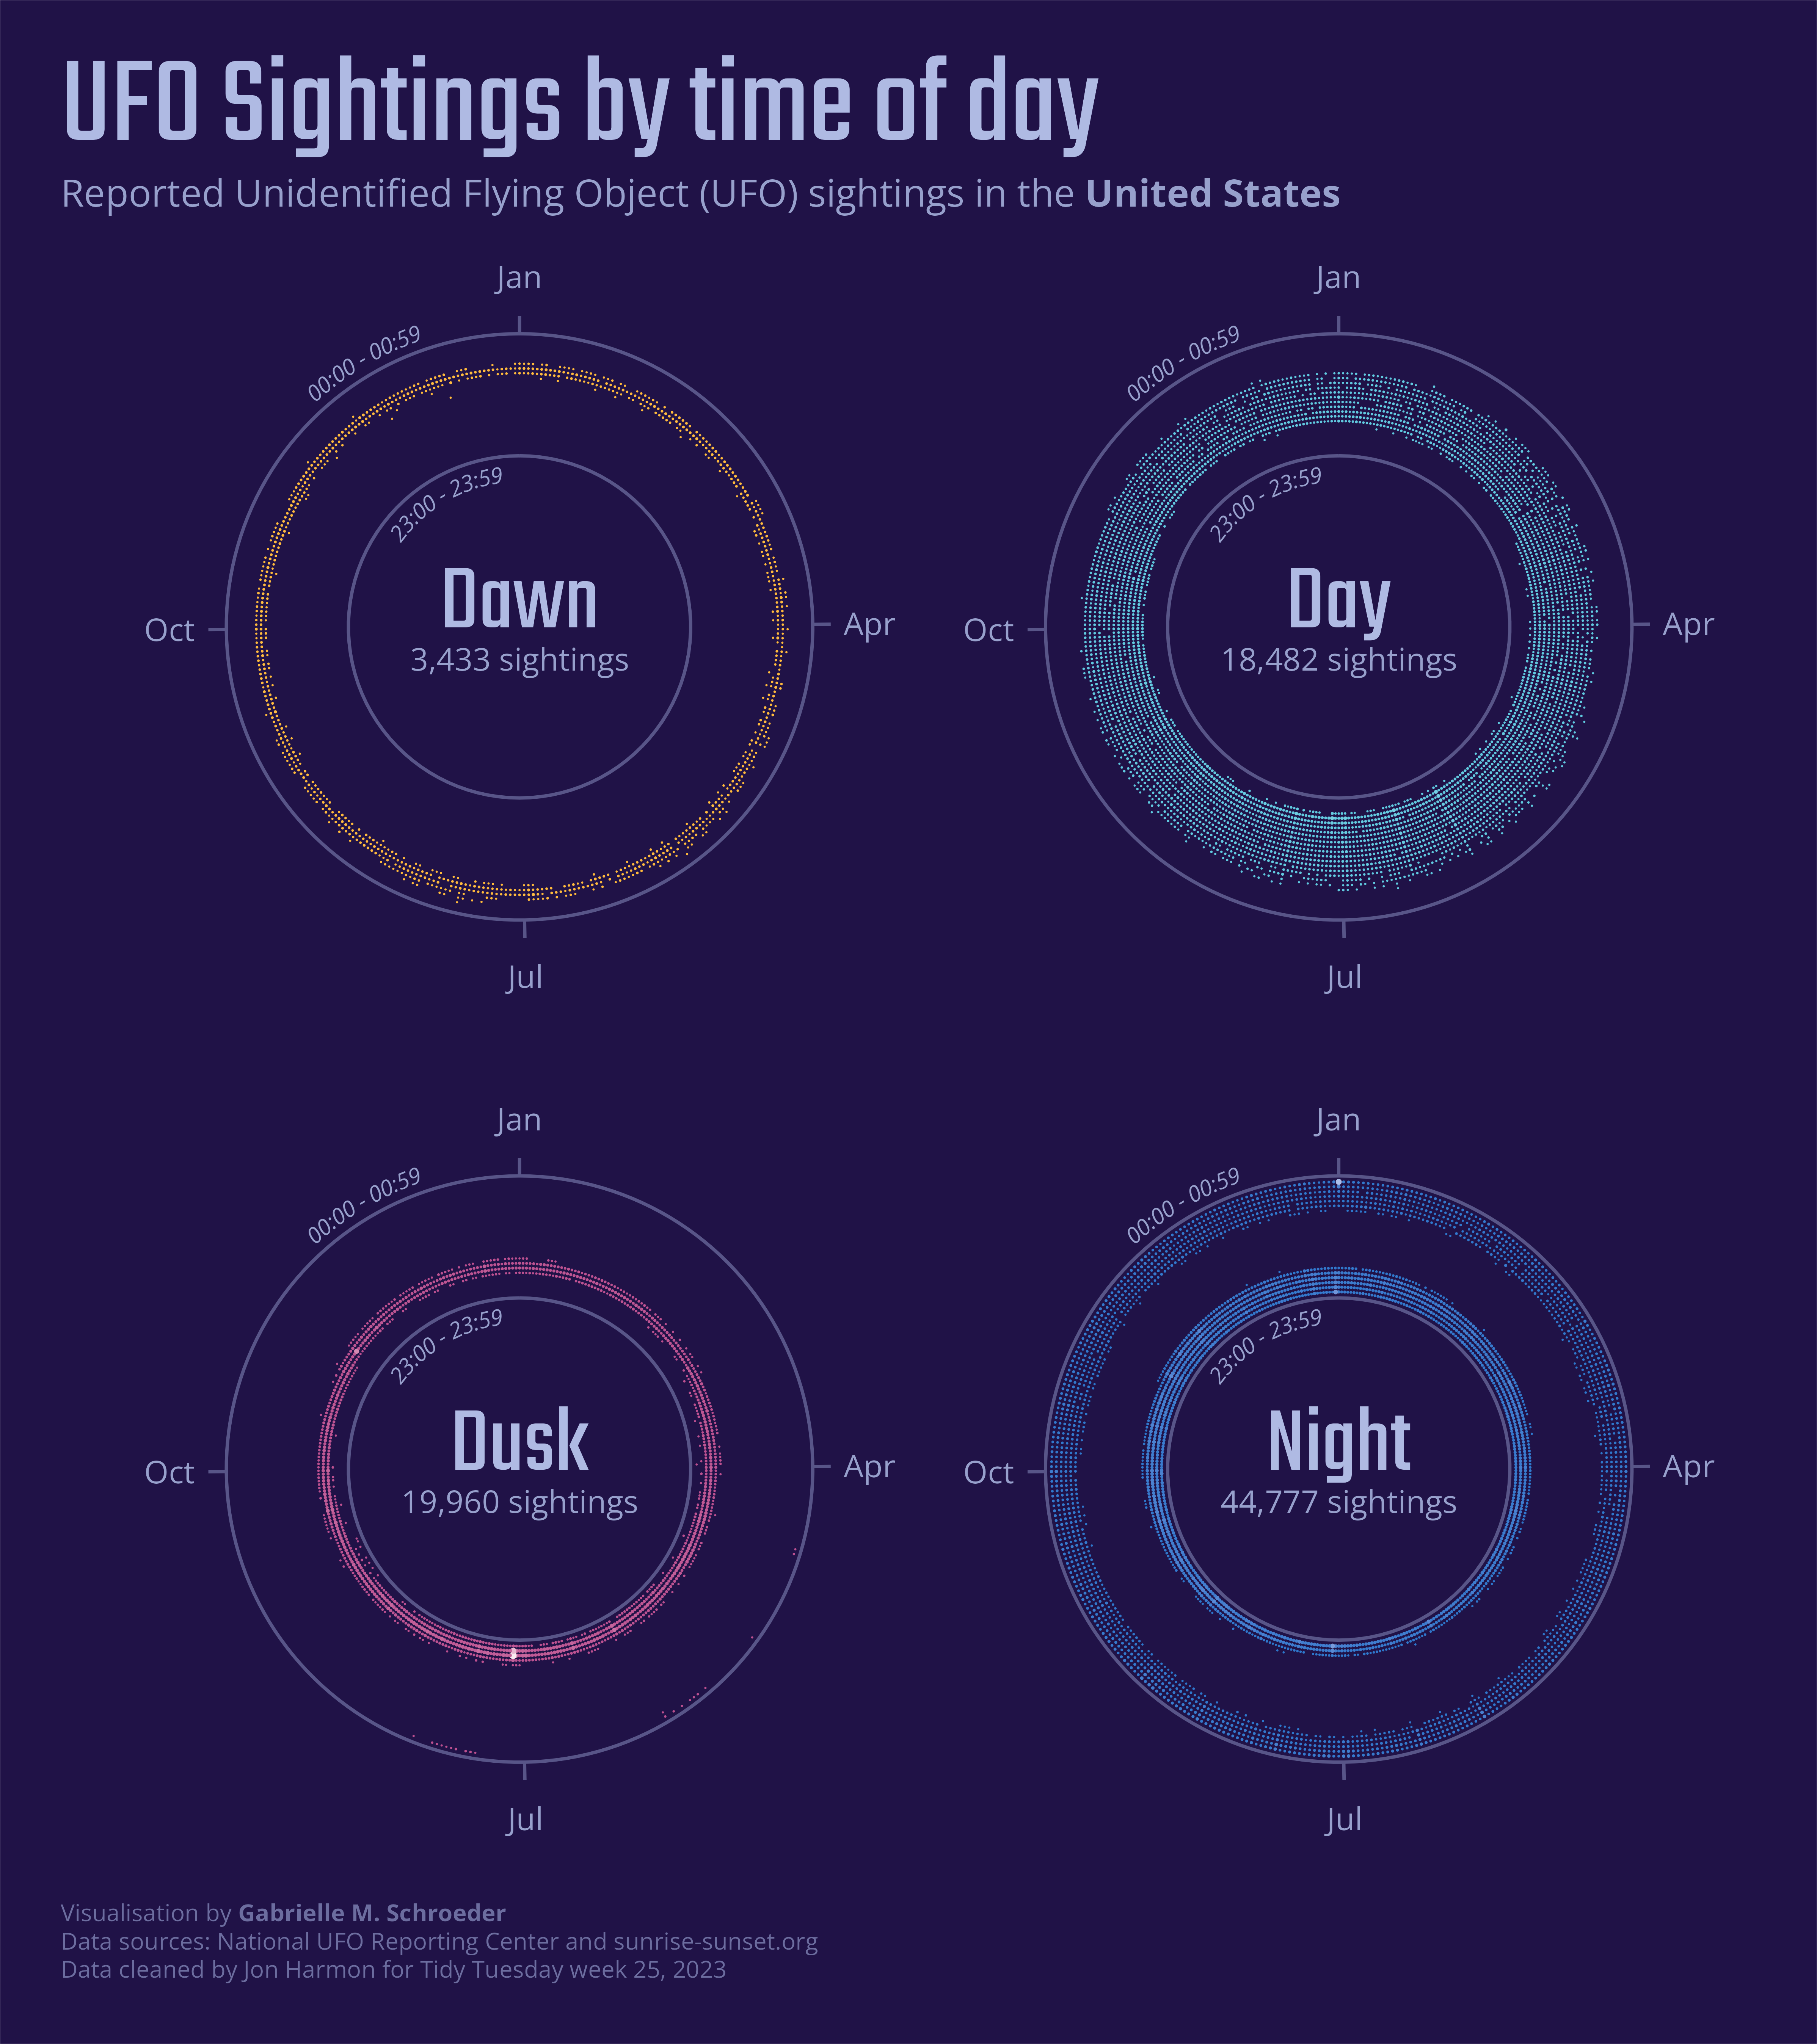 UFO Sightings by time of day
Reported Unidentified Flying Object (UFO) sightings in the United States
Jan
00:00 - 00:59
23:00 - 23:59
Dawn
3,433 sightings
Oct
Apr
Jul
Jan
00:00 - 00:59
23:00 - 23:59
Day
18,482 sightings
Oct
Apr
Jul
Jan
00:00 - 00:59
23:00 - 23:59
Dusk
19,960 sightings
Oct
Apr
Jul
Jan
00:00 - 00:59
23:00 - 23:59
Night
44,777 sightings
Oct
Apr
Jul
Visualisation by Gabrielle M. Schroeder
Data sources: National UFO Reporting Center and sunrise-sunset.org
Data cleaned by Jon Harmon for Tidy Tuesday week 25, 2023